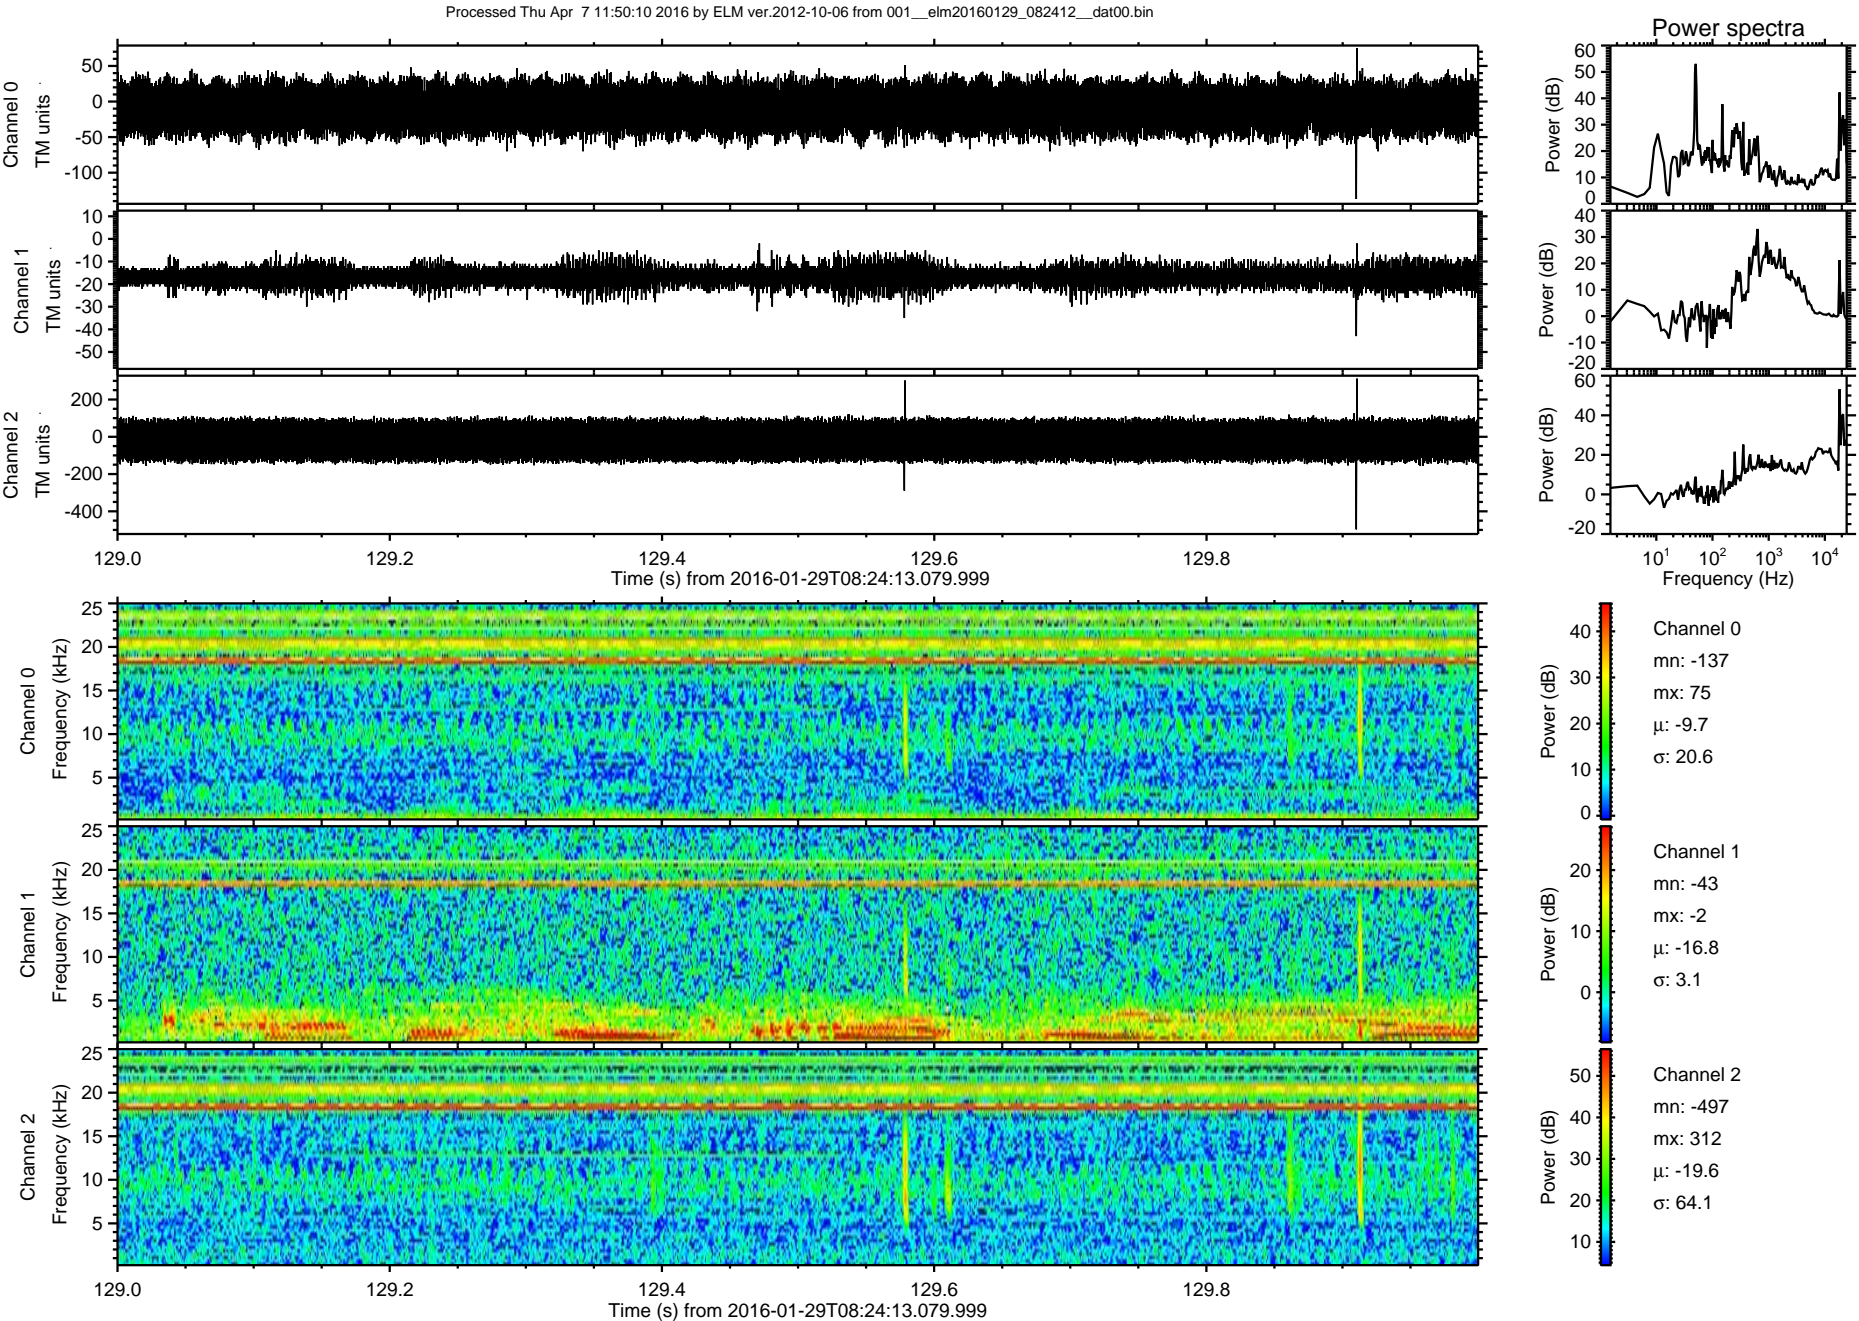 Processed Thu Apr  7 11:50:10 2016 by ELM ver.2012-10-06 from 001__elm20160129_082412__dat00.bin
Power spectra
Channel 0
TM units
50
0
-50
-100
Power (dB)
60
50
40
30
20
10
0
Channel 1
TM units
10
0
-10
-20
-30
-40
-50
Power (dB)
40
30
20
10
0
-10
-20
Channel 2
TM units
200
0
-200
-400
Power (dB)
60
40
20
0
-20
129.0 129.2 129.4 129.6 129.8
Time (s) from 2016-01-29T08:24:13.079.999
10^1 10^2 10^3 10^4
Frequency (Hz)
Channel 0
Frequency (kHz)
25
20
15
10
5
Power (dB)
40
30
20
10
0
Channel 0
mn: -137
mx: 75
μ: -9.7
σ: 20.6
Channel 1
Frequency (kHz)
25
20
15
10
5
Power (dB)
20
10
0
Channel 1
mn: -43
mx: -2
μ: -16.8
σ: 3.1
Channel 2
Frequency (kHz)
25
20
15
10
5
Power (dB)
50
40
30
20
10
Channel 2
mn: -497
mx: 312
μ: -19.6
σ: 64.1
129.0 129.2 129.4 129.6 129.8
Time (s) from 2016-01-29T08:24:13.079.999